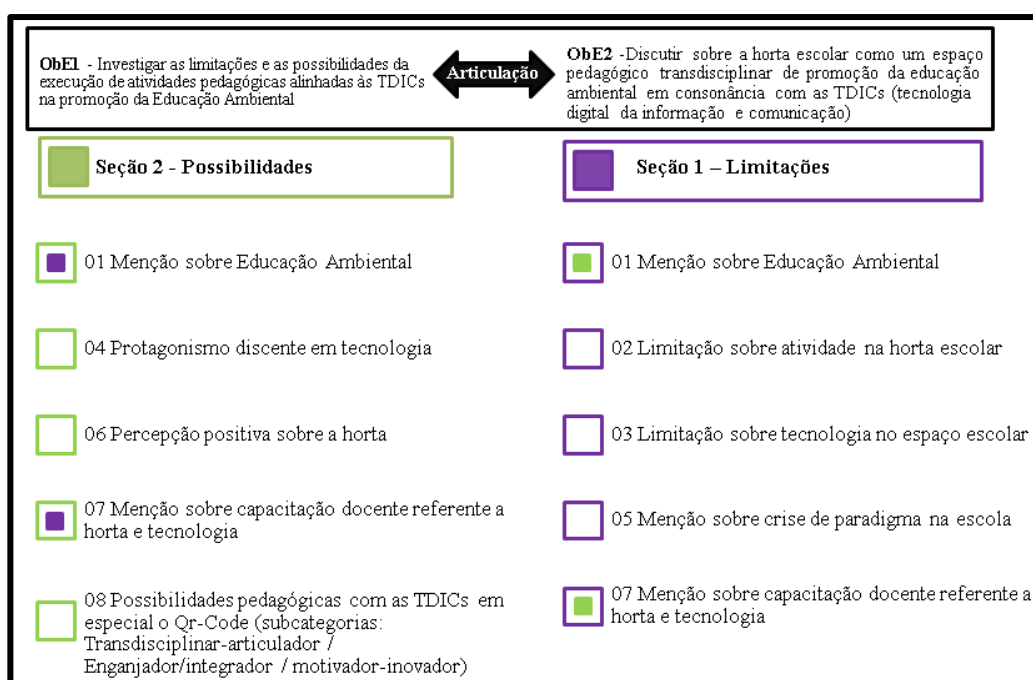 ObE1 - Investigar as limitações e as possibilidades da
execução de atividades pedagógicas alinhadas às TDICs
na promoção da Educação Ambiental
Articulação
ObE2 -Discutir sobre a horta escolar como um espaço
pedagógico transdisciplinar de promoção da educação
ambiental em consonância com as TDICs (tecnologia
digital da informação e comunicação)
Seção 2 - Possibilidades
01 Menção sobre Educação Ambiental
04 Protagonismo discente em tecnologia
06 Percepção positiva sobre a horta
07 Menção sobre capacitação docente referente a
horta e tecnologia
08 Possibilidades pedagógicas com as TDICs em
especial o Qr-Code (subcategorias:
Transdisciplinar-articulador /
Enganjador/integrador / motivador-inovador)
Seção 1 – Limitações
01 Menção sobre Educação Ambiental
02 Limitação sobre atividade na horta escolar
03 Limitação sobre tecnologia no espaço escolar
05 Menção sobre crise de paradigma na escola
07 Menção sobre capacitação docente referente a
horta e tecnologia